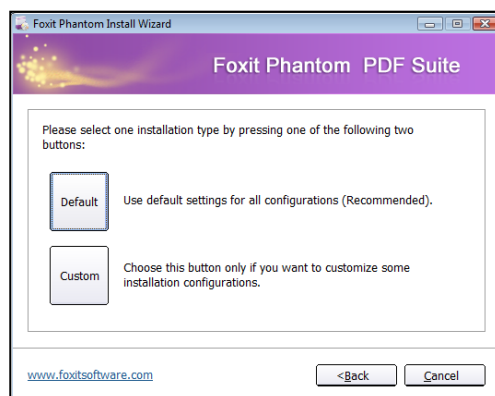 Foxit Phantom Install Wizard
Foxit Phantom PDF Suite
Please select one installation type by pressing one of the following two
buttons:
Default
Use default settings for all configurations (Recommended).
Custom
Choose this button only if you want to customize some
installation configurations.
www.foxitsoftware.com
<Back
Cancel